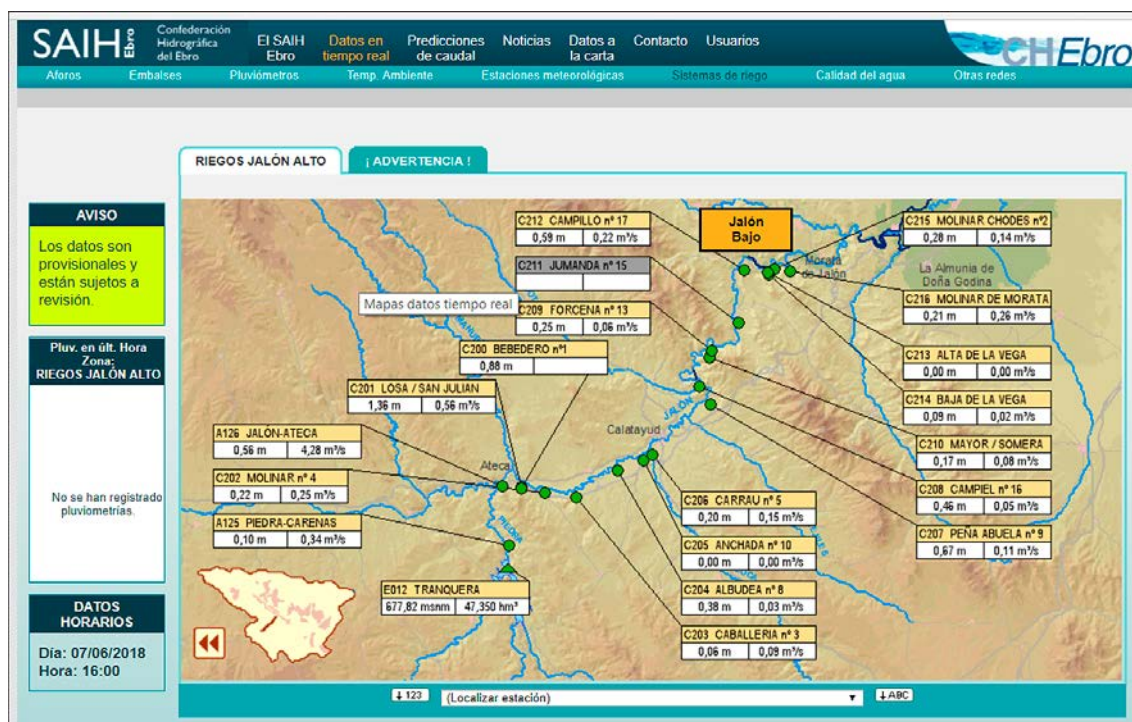 SAIH Ebro
Confederación
Hidrográfica
del Ebro
El SAIH
Ebro
Datos en
tiempo real
Predicciones
de caudal
Noticias
Datos a
la carta
Contacto
Usuarios
CHEbro
Aforos Embalses Pluviómetros Temp. Ambiente Estaciones meteorológicas Sistemas de riego Calidad del agua Otras redes
RIEGOS JALÓN ALTO
¡ ADVERTENCIA !
AVISO
Los datos son
provisionales y
están sujetos a
revisión.
Pluv. en últ. Hora
Zona:
RIEGOS JALÓN ALTO
No se han registrado
pluviometrías.
DATOS
HORARIOS
Día: 07/06/2018
Hora: 16:00
C212 CAMPILLO nº 17
0,59 m 0,22 m³/s
Jalón
Bajo
C215 MOLINAR CHODES nº2
0,28 m 0,14 m³/s
C211 JUMANDA nº 15
Morata
de Jalón
La Almunia de
Doña Godina
Mapas datos tiempo real
C216 MOLINAR DE MORATA
0,21 m 0,26 m³/s
C209 FORCENA nº 13
0,25 m 0,06 m³/s
C200 BEBEDERO nº1
0,88 m
C213 ALTA DE LA VEGA
0,00 m 0,00 m³/s
C201 LOSA / SAN JULIAN
1,36 m 0,56 m³/s
C214 BAJA DE LA VEGA
0,09 m 0,02 m³/s
JALÓN
Calatayud
A126 JALÓN-ATECA
0,56 m 4,28 m³/s
C210 MAYOR / SOMERA
0,17 m 0,08 m³/s
Ateca
C202 MOLINAR nº 4
0,22 m 0,25 m³/s
C208 CAMPIEL nº 16
0,46 m 0,05 m³/s
C206 CARRAU nº 5
0,20 m 0,15 m³/s
A125 PIEDRA-CARENAS
0,10 m 0,34 m³/s
PIEDRA
C207 PEÑA ABUELA nº 9
0,67 m 0,11 m³/s
C205 ANCHADA nº 10
0,00 m 0,00 m³/s
E012 TRANQUERA
677,82 msnm 47,350 hm³
C204 ALBUDEA nº 8
0,38 m 0,03 m³/s
C203 CABALLERIA nº 3
0,06 m 0,09 m³/s
↓123 (Localizar estación) ↓ABC